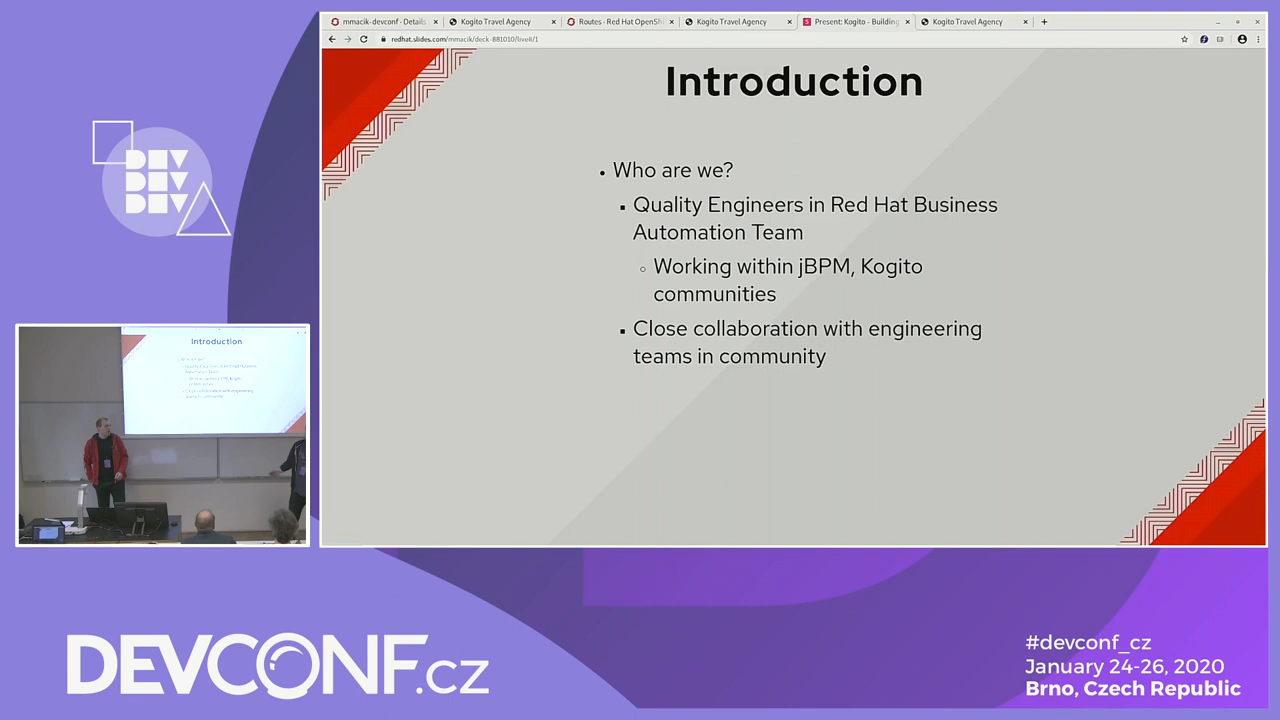 mmacik-devconf · Details
Kogito Travel Agency
Routes · Red Hat OpenShi
Kogito Travel Agency
Present: Kogito - Building
Kogito Travel Agency
redhat.slides.com/mmacik/deck-881010/live#/1
Introduction
Who are we?
Quality Engineers in Red Hat Business
Automation Team
Working within jBPM, Kogito
communities
Close collaboration with engineering
teams in community
DEV
DEV
DEV
Introduction
DEVCONF.cz
#devconf_cz
January 24-26, 2020
Brno, Czech Republic